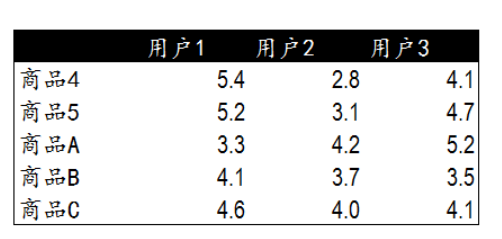 用户1 用户2 用户3
商品4 5.4 2.8 4.1
商品5 5.2 3.1 4.7
商品A 3.3 4.2 5.2
商品B 4.1 3.7 3.5
商品C 4.6 4.0 4.1